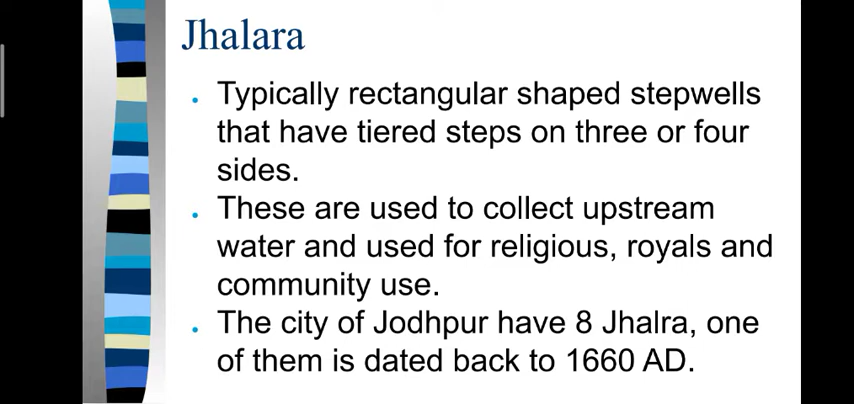 Jhalara
• Typically rectangular shaped stepwells
that have tiered steps on three or four
sides.
• These are used to collect upstream
water and used for religious, royals and
community use.
• The city of Jodhpur have 8 Jhalra, one
of them is dated back to 1660 AD.